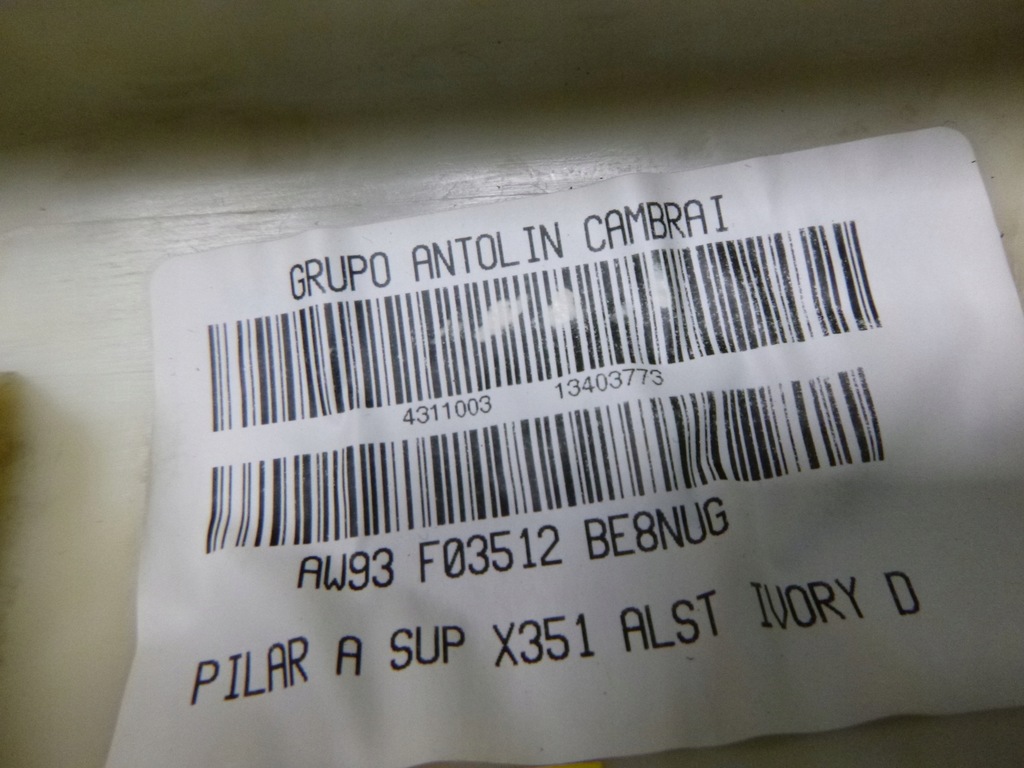 GRUPO ANTOLIN CAMBRAI
4311003 13403773
AW93 F03512 BE8NUG
PILAR A SUP X351 ALST IVORY D